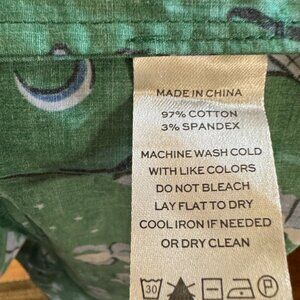 MADE IN CHINA
97% COTTON
3% SPANDEX
MACHINE WASH COLD
WITH LIKE COLORS
DO NOT BLEACH
LAY FLAT TO DRY
COOL IRON IF NEEDED
OR DRY CLEAN
30 P